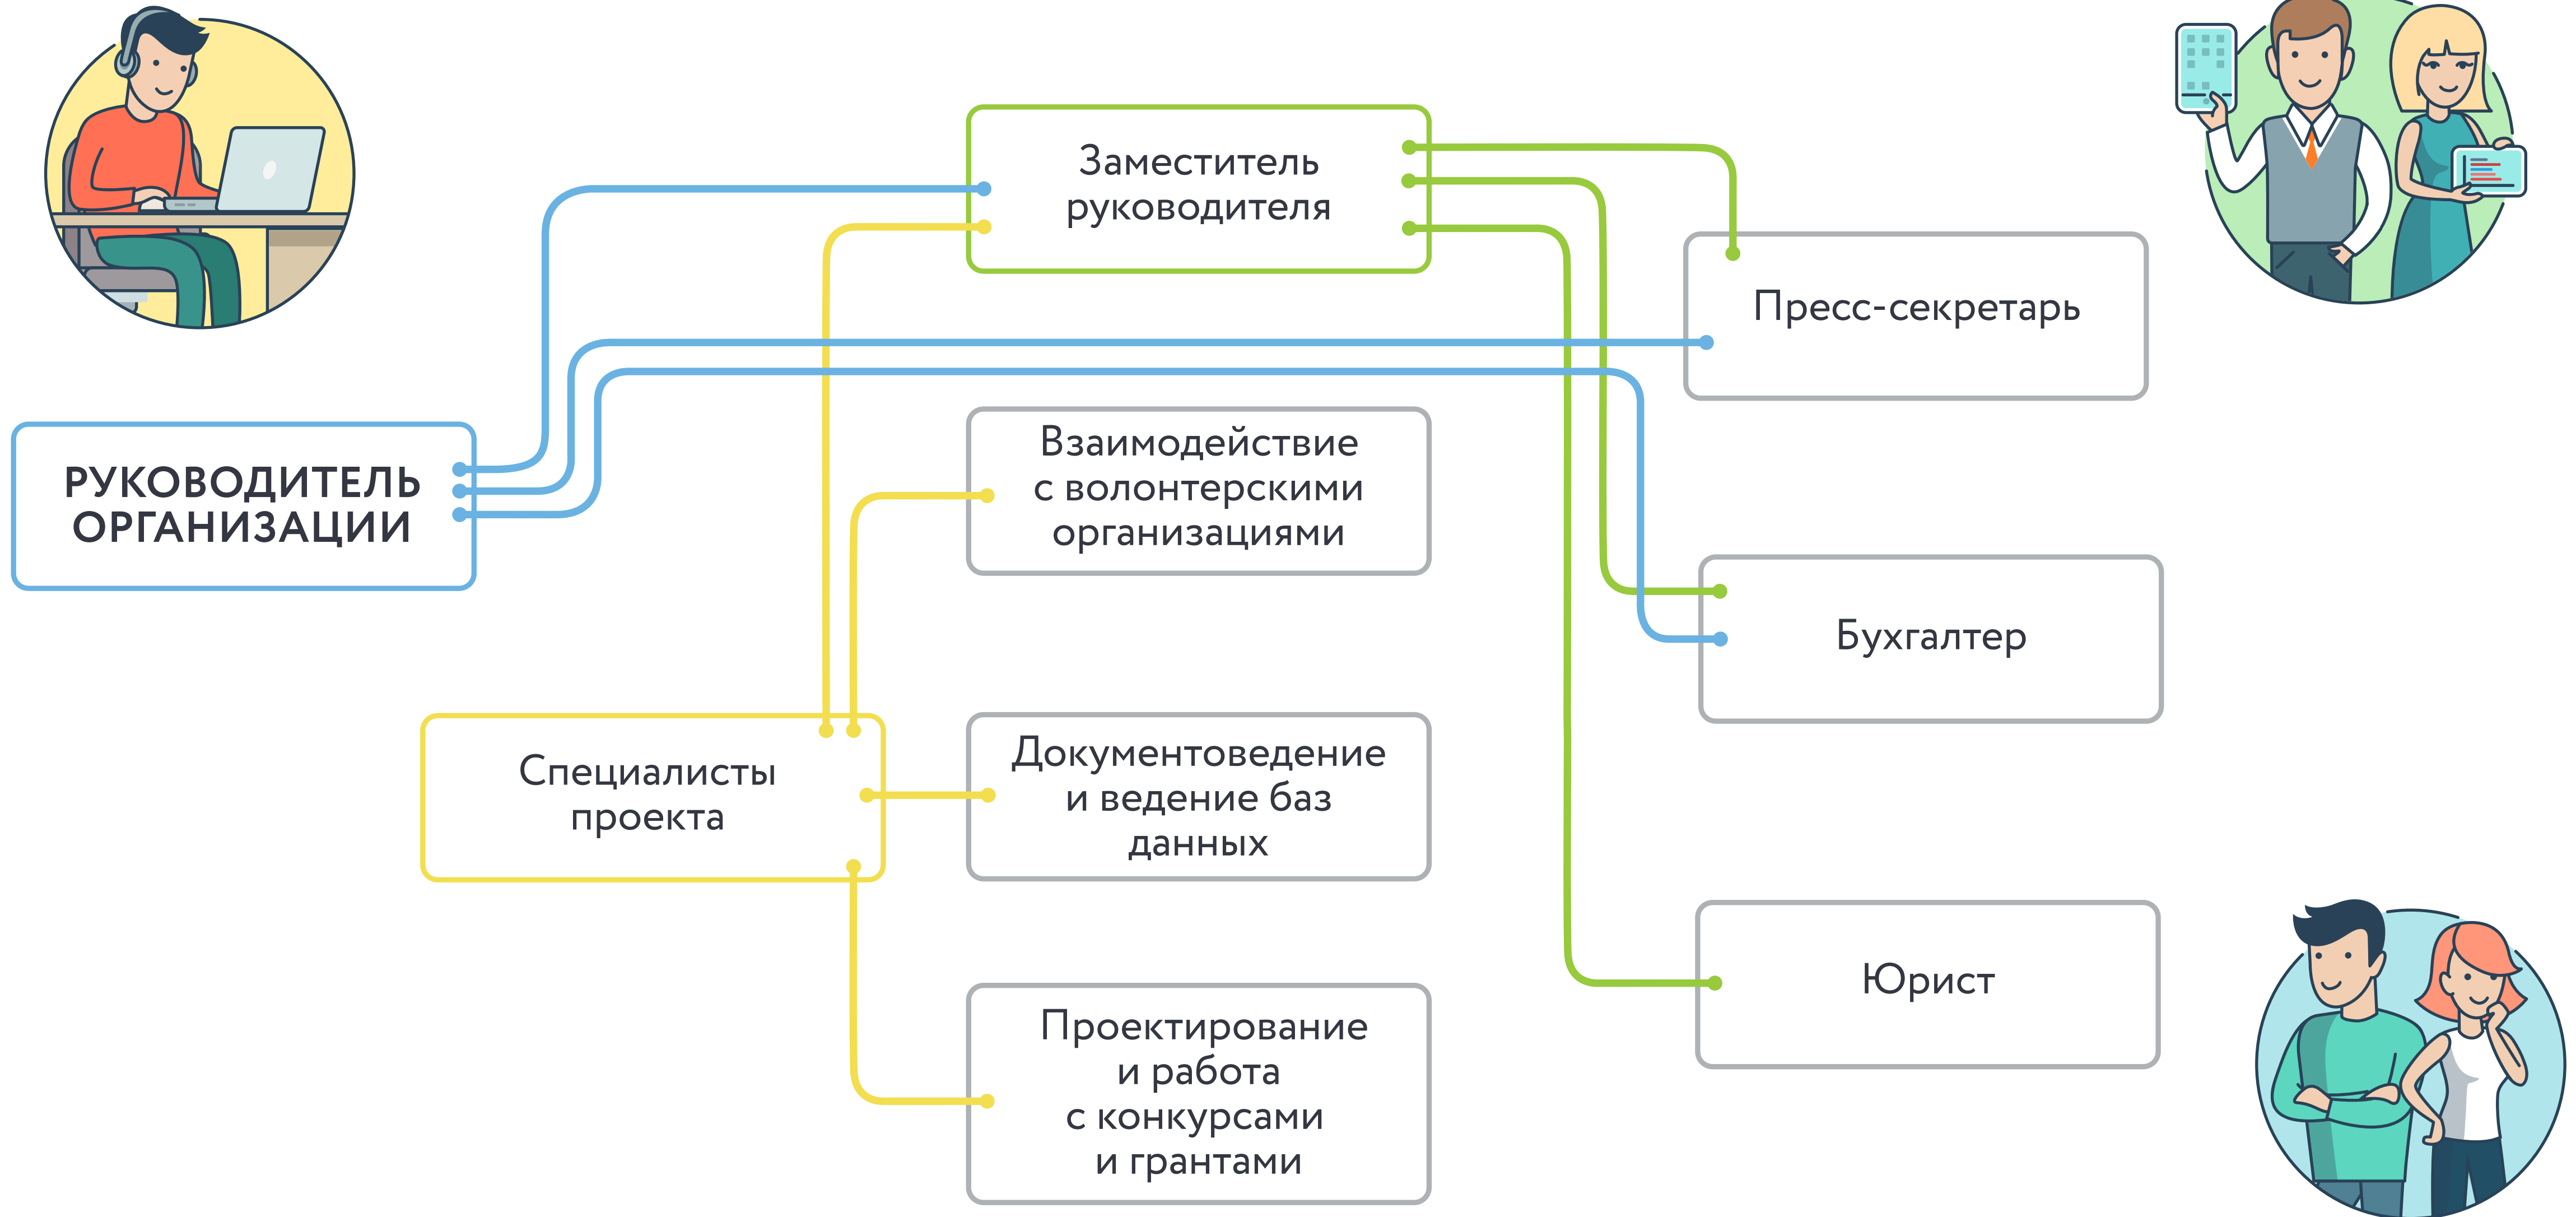 Заместитель
руководителя
Пресс-секретарь
РУКОВОДИТЕЛЬ
ОРГАНИЗАЦИИ
Взаимодействие
с волонтерскими
организациями
Бухгалтер
Специалисты
проекта
Документоведение
и ведение баз
данных
Юрист
Проектирование
и работа
с конкурсами
и грантами